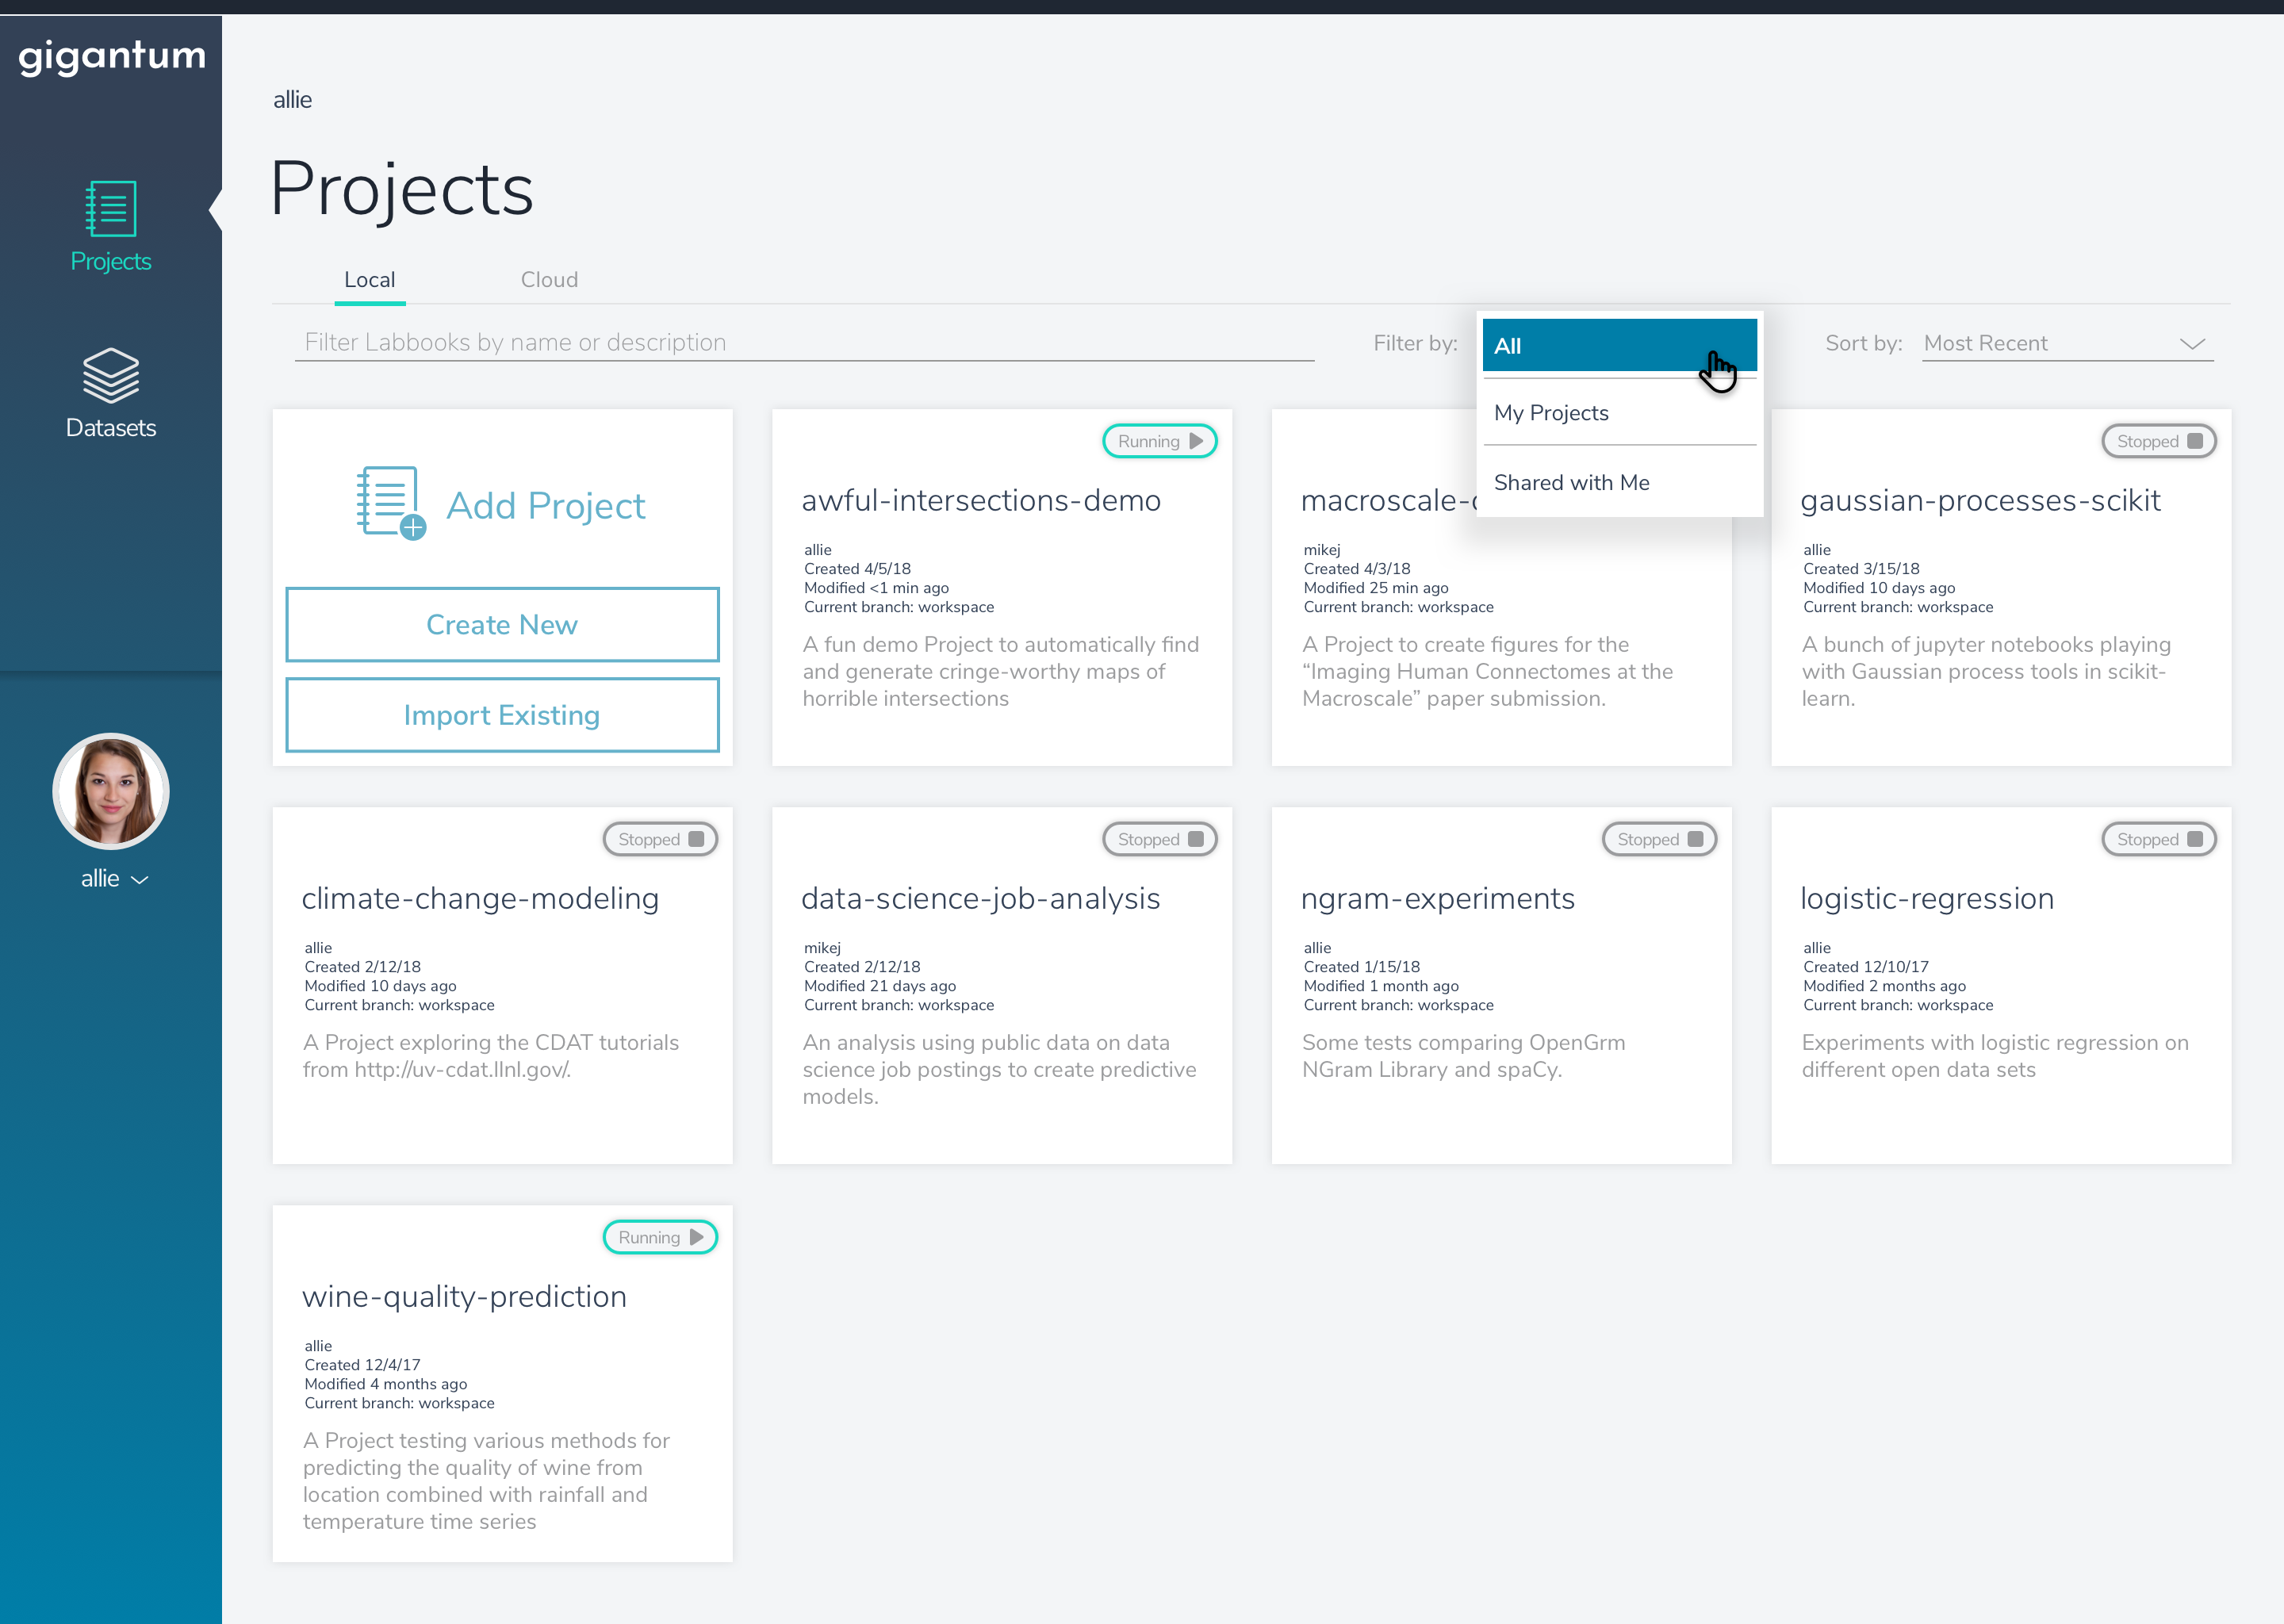 gigantum
allie
Projects
Projects
Datasets
allie
Local
Cloud
Filter Labbooks by name or description
Filter by:
All
My Projects
Shared with Me
Sort by:
Most Recent
Add Project
Create New
Import Existing
Running
awful-intersections-demo
allie
Created 4/5/18
Modified <1 min ago
Current branch: workspace
A fun demo Project to automatically find
and generate cringe-worthy maps of
horrible intersections
macroscale-
mikej
Created 4/3/18
Modified 25 min ago
Current branch: workspace
A Project to create figures for the
“Imaging Human Connectomes at the
Macroscale” paper submission.
Stopped
gaussian-processes-scikit
allie
Created 3/15/18
Modified 10 days ago
Current branch: workspace
A bunch of jupyter notebooks playing
with Gaussian process tools in scikit-
learn.
Stopped
climate-change-modeling
allie
Created 2/12/18
Modified 10 days ago
Current branch: workspace
A Project exploring the CDAT tutorials
from http://uv-cdat.llnl.gov/.
Stopped
data-science-job-analysis
mikej
Created 2/12/18
Modified 21 days ago
Current branch: workspace
An analysis using public data on data
science job postings to create predictive
models.
Stopped
ngram-experiments
allie
Created 1/15/18
Modified 1 month ago
Current branch: workspace
Some tests comparing OpenGrm
NGram Library and spaCy.
Stopped
logistic-regression
allie
Created 12/10/17
Modified 2 months ago
Current branch: workspace
Experiments with logistic regression on
different open data sets
Running
wine-quality-prediction
allie
Created 12/4/17
Modified 4 months ago
Current branch: workspace
A Project testing various methods for
predicting the quality of wine from
location combined with rainfall and
temperature time series